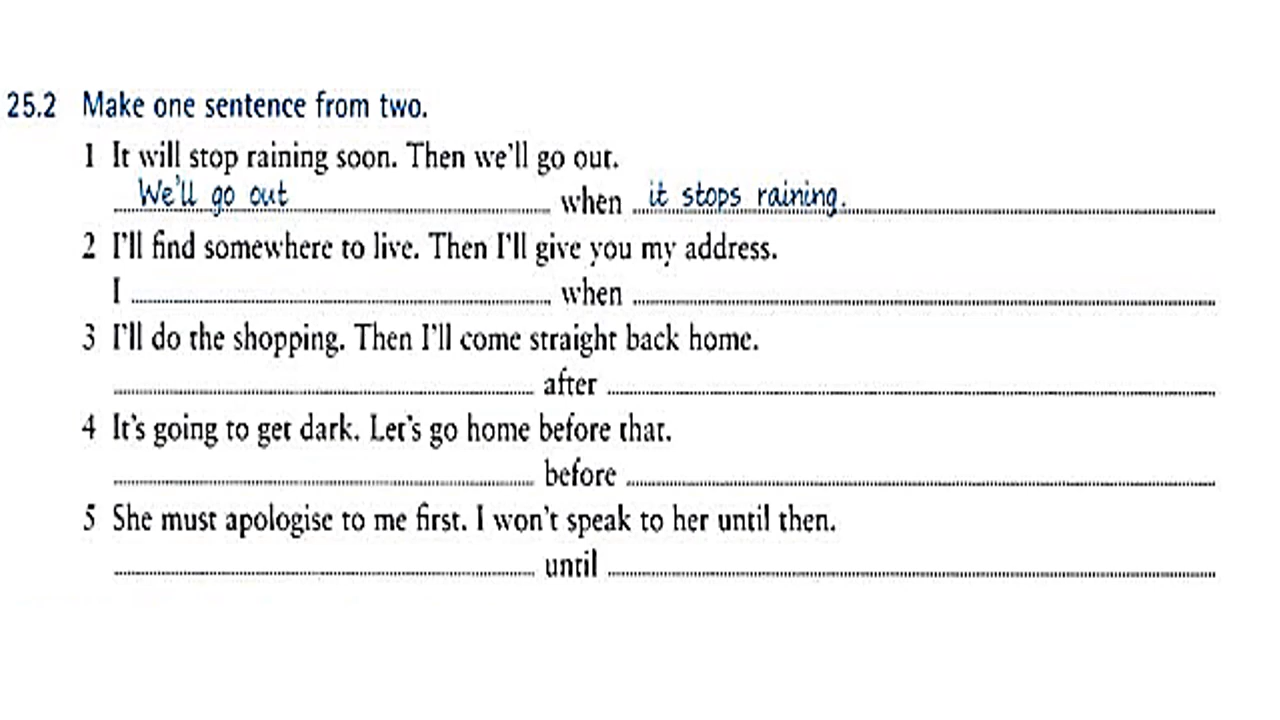 25.2 Make one sentence from two.
1 It will stop raining soon. Then we'll go out.
We'll go out when it stops raining.
2 I'll find somewhere to live. Then I'll give you my address.
I when
3 I'll do the shopping. Then I'll come straight back home.
after
4 It's going to get dark. Let's go home before that.
before
5 She must apologise to me first. I won't speak to her until then.
until